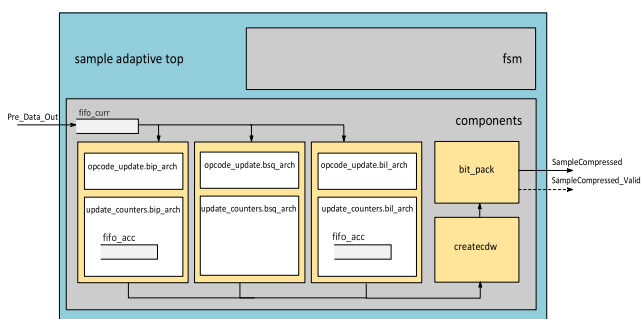 sample adaptive top
fsm
components
Pre_Data_Out
fifo_curr
opcode_update.bip_arch
opcode_update.bsq_arch
opcode_update.bil_arch
bit_pack
SampleCompressed
SampleCompressed_Valid
update_counters.bip_arch
update_counters.bsq_arch
update_counters.bil_arch
fifo_acc
fifo_acc
createcdw